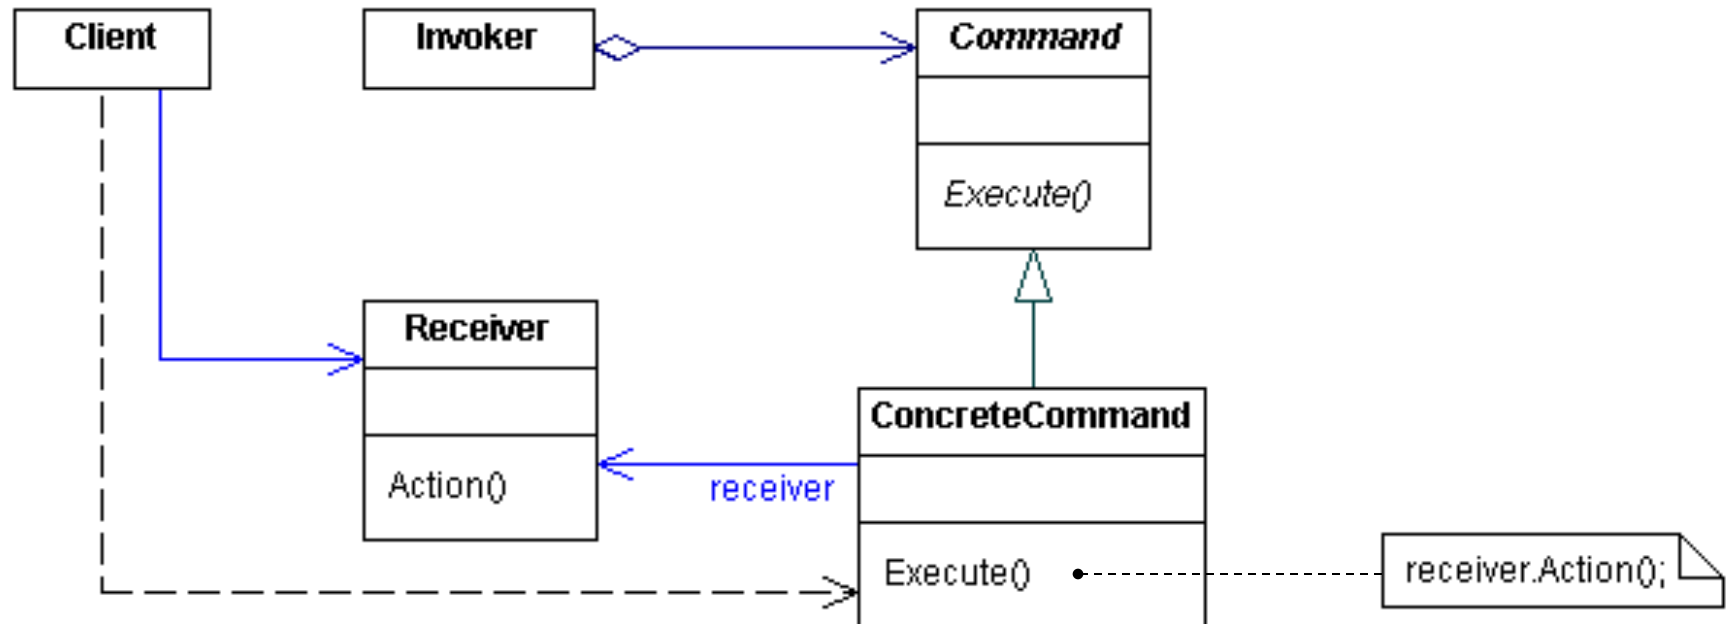 Client
Invoker
Command
Execute()
Receiver
Action()
receiver
ConcreteCommand
Execute()
receiver.Action();